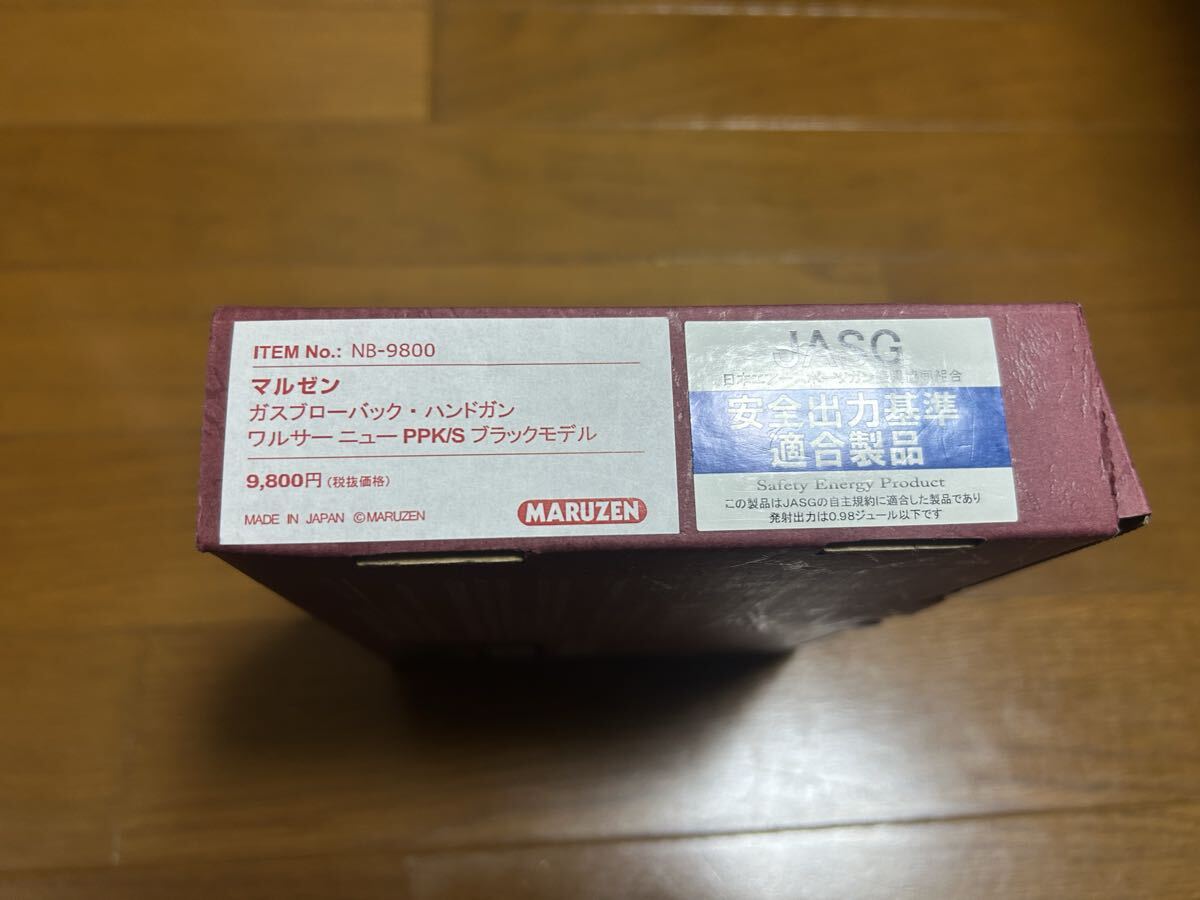 ITEM No.: NB-9800
マルゼン
ガスブローバック・ハンドガン
ワルサー ニュー PPK/S ブラックモデル
9,800円 (税抜価格)
MADE IN JAPAN ©MARUZEN
MARUZEN
JASG
安全出力基準
適合製品
Safety Energy Product
この製品はJASGの自主規約に適合した製品であり
発射出力は0.98ジュール以下です